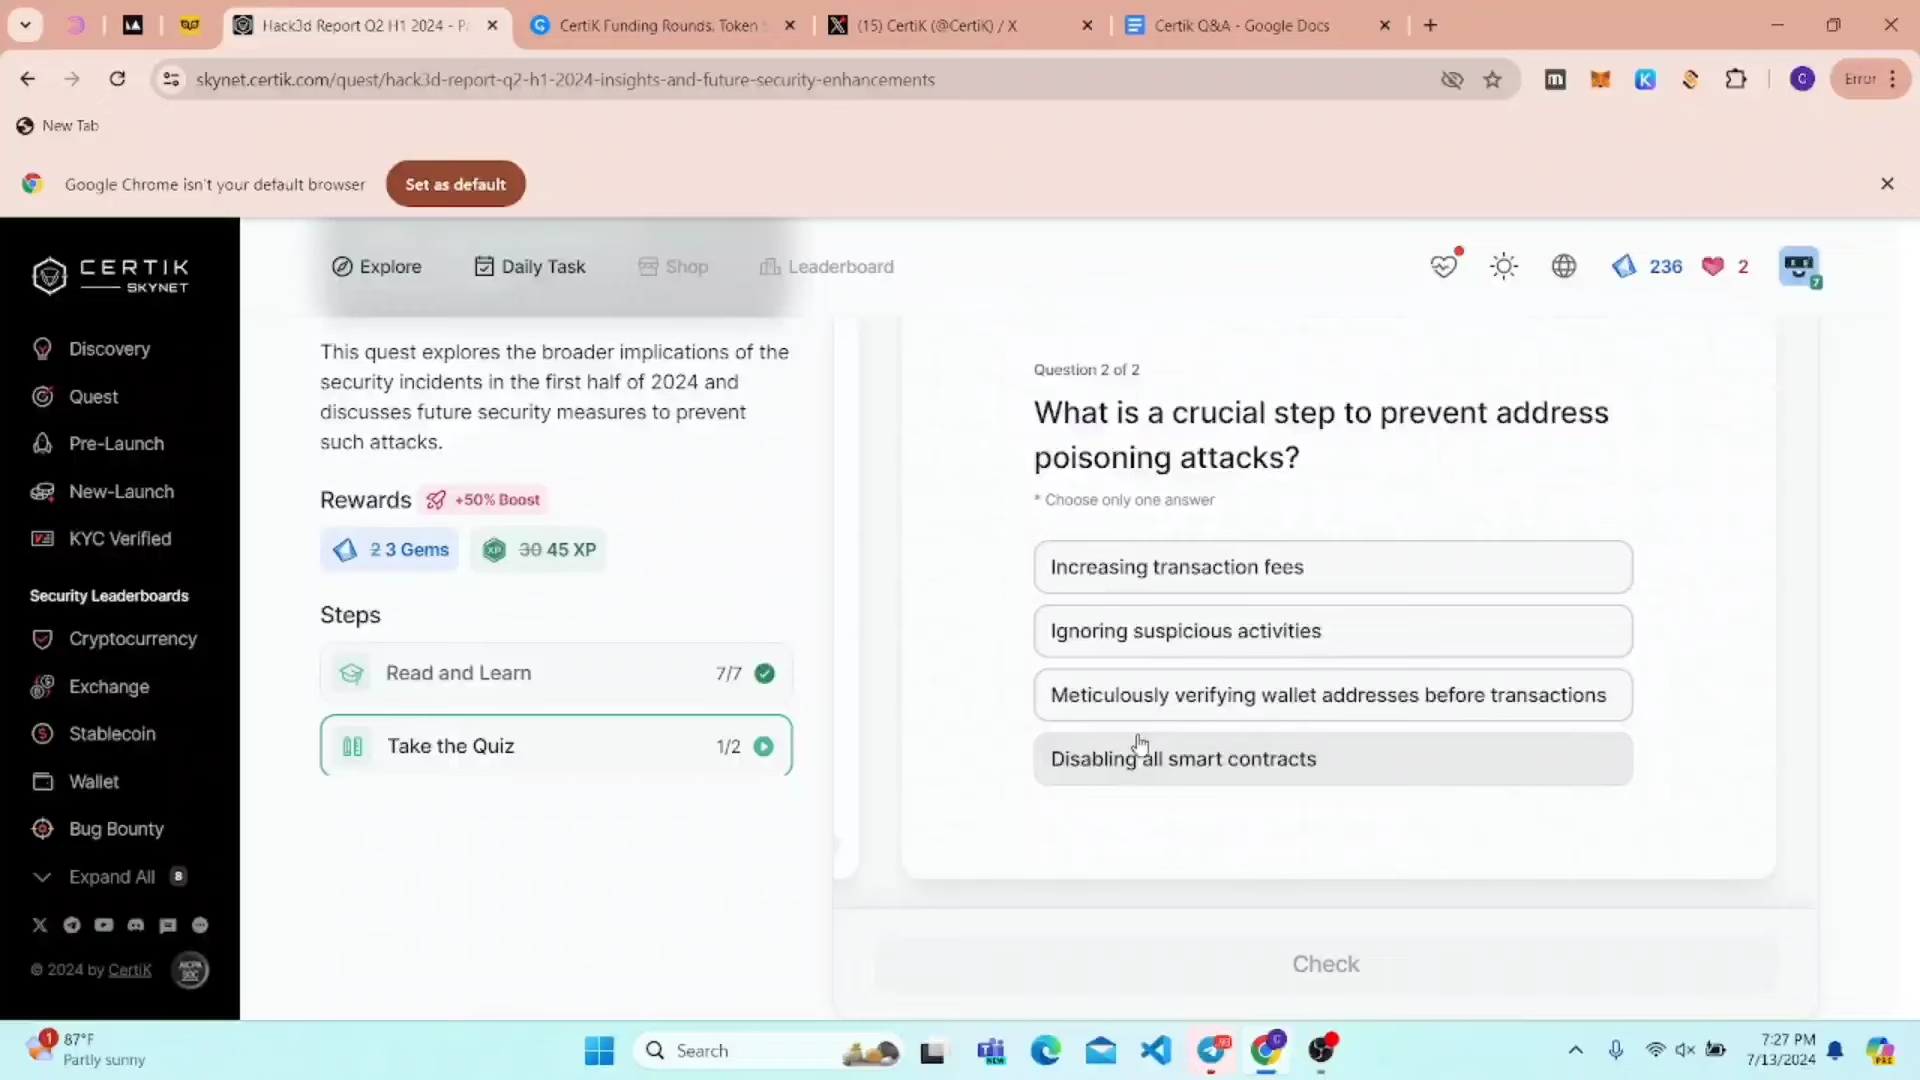 Hack3d Report Q2 H1 2024 - P
CertiK Funding Rounds, Token
(15) CertiK (@CertiK) / X
Certik Q&A - Google Docs
skynet.certik.com/quest/hack3d-report-q2-h1-2024-insights-and-future-security-enhancements
Error
New Tab
Google Chrome isn't your default browser
Set as default
CERTIK
SKYNET
Explore
Daily Task
Shop
Leaderboard
236
2
7
Discovery
Quest
Pre-Launch
New-Launch
KYC Verified
Security Leaderboards
Cryptocurrency
Exchange
Stablecoin
Wallet
Bug Bounty
Expand All 8
© 2024 by CertiK
This quest explores the broader implications of the
security incidents in the first half of 2024 and
discusses future security measures to prevent
such attacks.
Rewards +50% Boost
2 3 Gems
XP 30 45 XP
Steps
Read and Learn 7/7
Take the Quiz 1/2
Question 2 of 2
What is a crucial step to prevent address
poisoning attacks?
* Choose only one answer
Increasing transaction fees
Ignoring suspicious activities
Meticulously verifying wallet addresses before transactions
Disabling all smart contracts
Check
1
87°F
Partly sunny
Search
NEW
93
7:27 PM
7/13/2024
PRE